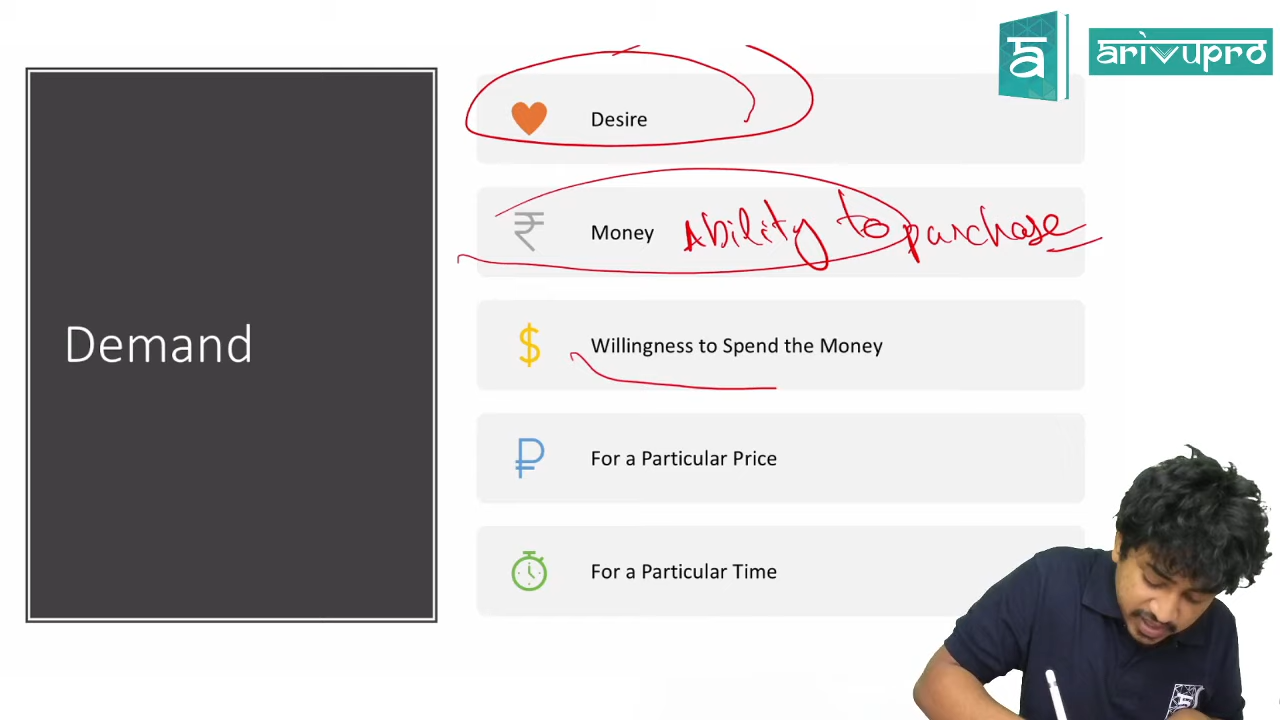 arivupro
Desire
Money Ability to purchase
Demand
Willingness to Spend the Money
For a Particular Price
For a Particular Time